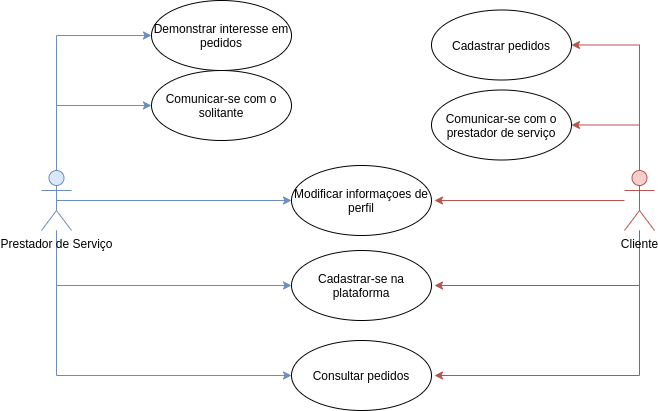 Demonstrar interesse em
pedidos
Cadastrar pedidos
Comunicar-se com o
solitante
Comunicar-se com o
prestador de serviço
Modificar informaçoes de
perfil
Prestador de Serviço
Cliente
Cadastrar-se na
plataforma
Consultar pedidos